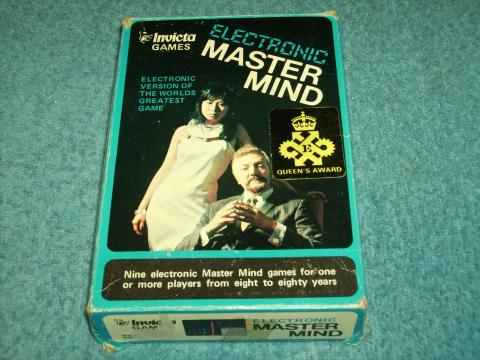 Invicta
GAMES
ELECTRONIC
MASTER
MIND
ELECTRONIC
VERSION OF
THE WORLDS
GREATEST
GAME
E
QUEEN'S AWARD
Nine electronic Master Mind games for one
or more players from eight to eighty years
Invicta
GAM
ELECTRONIC
MASTER
MIND